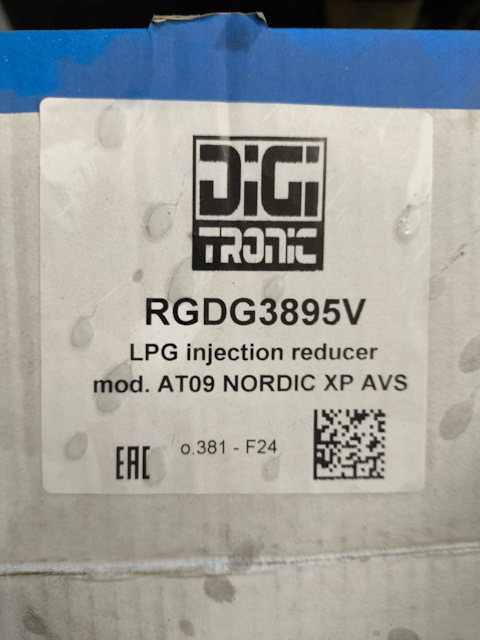 DIGI
TRONIC
RGDG3895V
LPG injection reducer
mod. AT09 NORDIC XP AVS
EAC o.381 - F24